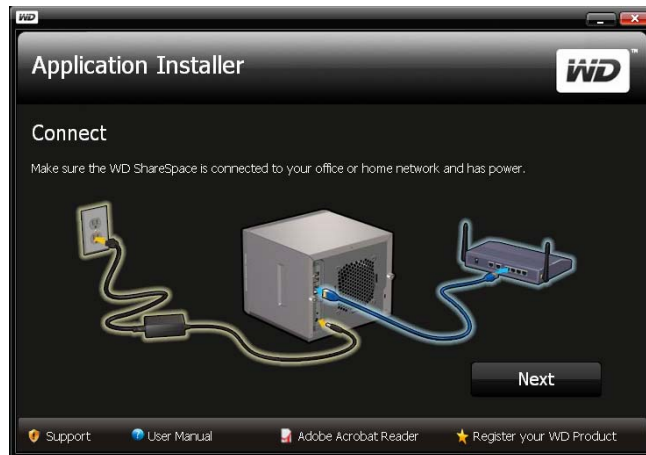 WD
Application Installer
WD™
Connect
Make sure the WD ShareSpace is connected to your office or home network and has power.
Next
Support
User Manual
Adobe Acrobat Reader
Register your WD Product